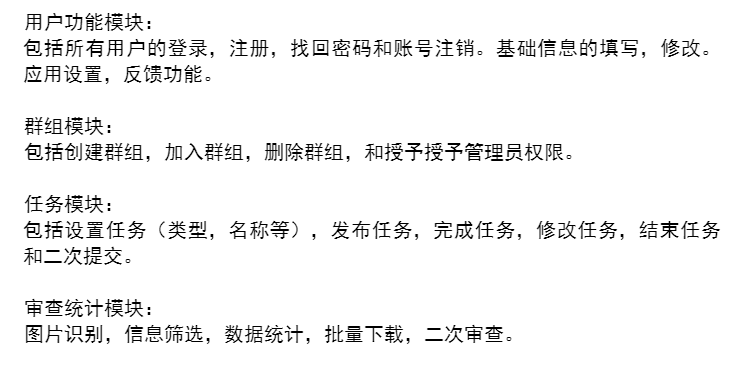 用户功能模块：
包括所有用户的登录，注册，找回密码和账号注销。基础信息的填写，修改。
应用设置，反馈功能。
群组模块：
包括创建群组，加入群组，删除群组，和授予授予管理员权限。
任务模块：
包括设置任务（类型，名称等），发布任务，完成任务，修改任务，结束任务
和二次提交。
审查统计模块：
图片识别，信息筛选，数据统计，批量下载，二次审查。